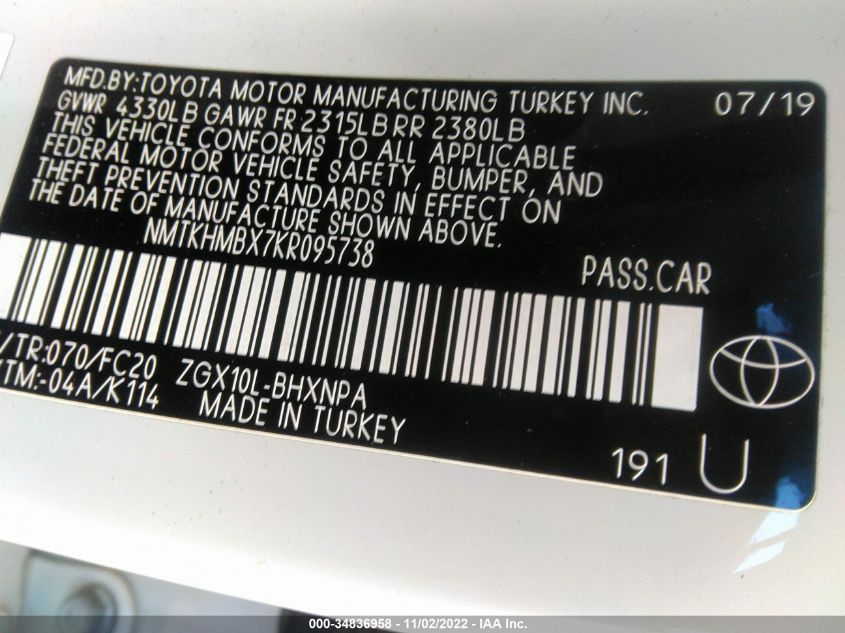 MFD.BY:TOYOTA MOTOR MANUFACTURING TURKEY INC. 07/19
GVWR 4330LB GAWR FR 2315LB RR 2380LB
THIS VEHICLE CONFORMS TO ALL APPLICABLE
FEDERAL MOTOR VEHICLE SAFETY, BUMPER, AND
THEFT PREVENTION STANDARDS IN EFFECT ON
THE DATE OF MANUFACTURE SHOWN ABOVE.
NMTKHMBX7KR095738 PASS.CAR
/TR:070/FC20 ZGX10L-BHXNPA
TM:-04A/K114 MADE IN TURKEY
191 U
000-34836958 - 11/02/2022 - IAA Inc.